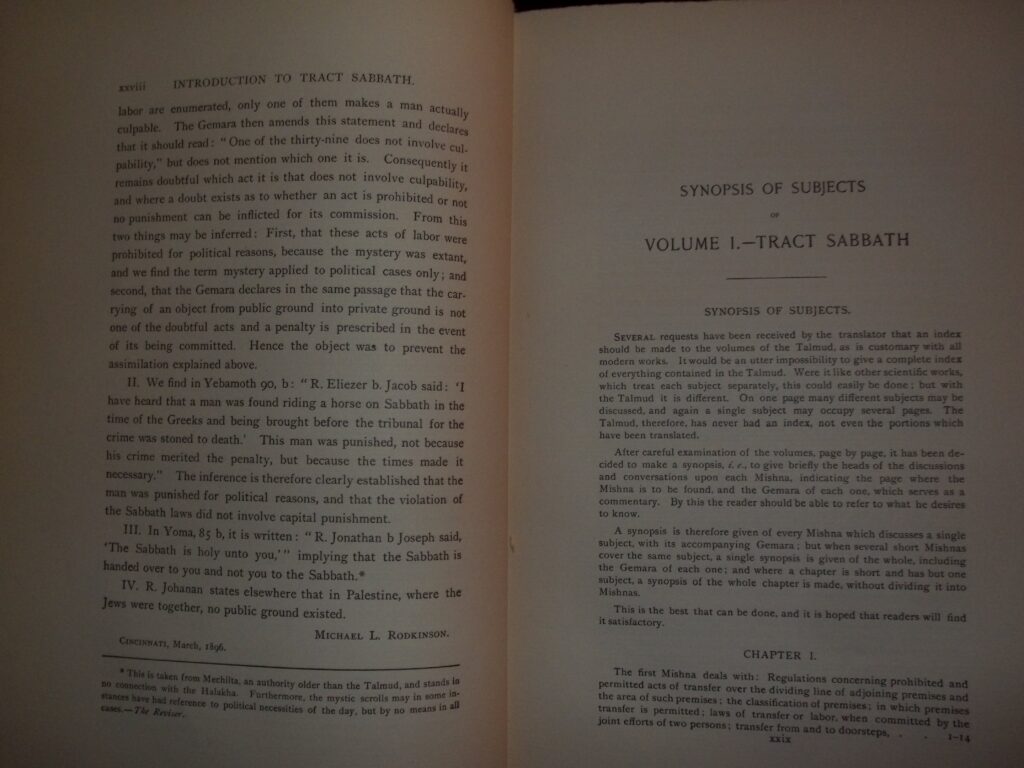 xxviii INTRODUCTION TO TRACT SABBATH.
labor are enumerated, only one of them makes a man actually
culpable. The Gemara then amends this statement and declares
that it should read: "One of the thirty-nine does not involve cul-
pability," but does not mention which one it is. Consequently it
remains doubtful which act it is that does not involve culpability,
and where a doubt exists as to whether an act is prohibited or not
no punishment can be inflicted for its commission. From this
two things may be inferred: First, that these acts of labor were
prohibited for political reasons, because the mystery was extant,
and we find the term mystery applied to political cases only; and
second, that the Gemara declares in the same passage that the car-
rying of an object from public ground into private ground is not
one of the doubtful acts and a penalty is prescribed in the event
of its being committed. Hence the object was to prevent the
assimilation explained above.
II. We find in Yebamoth 90, b: "R. Eliezer b. Jacob said: 'I
have heard that a man was found riding a horse on Sabbath in the
time of the Greeks and being brought before the tribunal for the
crime was stoned to death.' This man was punished, not because
his crime merited the penalty, but because the times made it
necessary." The inference is therefore clearly established that the
man was punished for political reasons, and that the violation of
the Sabbath laws did not involve capital punishment.
III. In Yoma, 85 b, it is written: "R. Jonathan b Joseph said,
'The Sabbath is holy unto you,'" implying that the Sabbath is
handed over to you and not you to the Sabbath.*
IV. R. Johanan states elsewhere that in Palestine, where the
Jews were together, no public ground existed.
MICHAEL L. RODKINSON.
CINCINNATI, March, 1896.
* This is taken from Mechilta, an authority older than the Talmud, and stands in
no connection with the Halakha. Furthermore, the mystic scrolls may in some in-
stances have had reference to political necessities of the day, but by no means in all
cases.—The Reviser.
SYNOPSIS OF SUBJECTS
OF
VOLUME I.—TRACT SABBATH
SYNOPSIS OF SUBJECTS.
SEVERAL requests have been received by the translator that an index
should be made to the volumes of the Talmud, as is customary with all
modern works. It would be an utter impossibility to give a complete index
of everything contained in the Talmud. Were it like other scientific works,
which treat each subject separately, this could easily be done; but with
the Talmud it is different. On one page many different subjects may be
discussed, and again a single subject may occupy several pages. The
Talmud, therefore, has never had an index, not even the portions which
have been translated.
After careful examination of the volumes, page by page, it has been de-
cided to make a synopsis, i. e., to give briefly the heads of the discussions
and conversations upon each Mishna, indicating the page where the
Mishna is to be found, and the Gemara of each one, which serves as a
commentary. By this the reader should be able to refer to what he desires
to know.
A synopsis is therefore given of every Mishna which discusses a single
subject, with its accompanying Gemara; but when several short Mishnas
cover the same subject, a single synopsis is given of the whole, including
the Gemara of each one; and where a chapter is short and has but one
subject, a synopsis of the whole chapter is made, without dividing it into
Mishnas.
This is the best that can be done, and it is hoped that readers will find
it satisfactory.
CHAPTER I.
The first Mishna deals with: Regulations concerning prohibited and
permitted acts of transfer over the dividing line of adjoining premises and
the area of such premises; the classification of premises; in which premises
transfer is permitted; laws of transfer or labor, when committed by the
joint efforts of two persons; transfer from and to doorsteps, . . 1-14
xxix